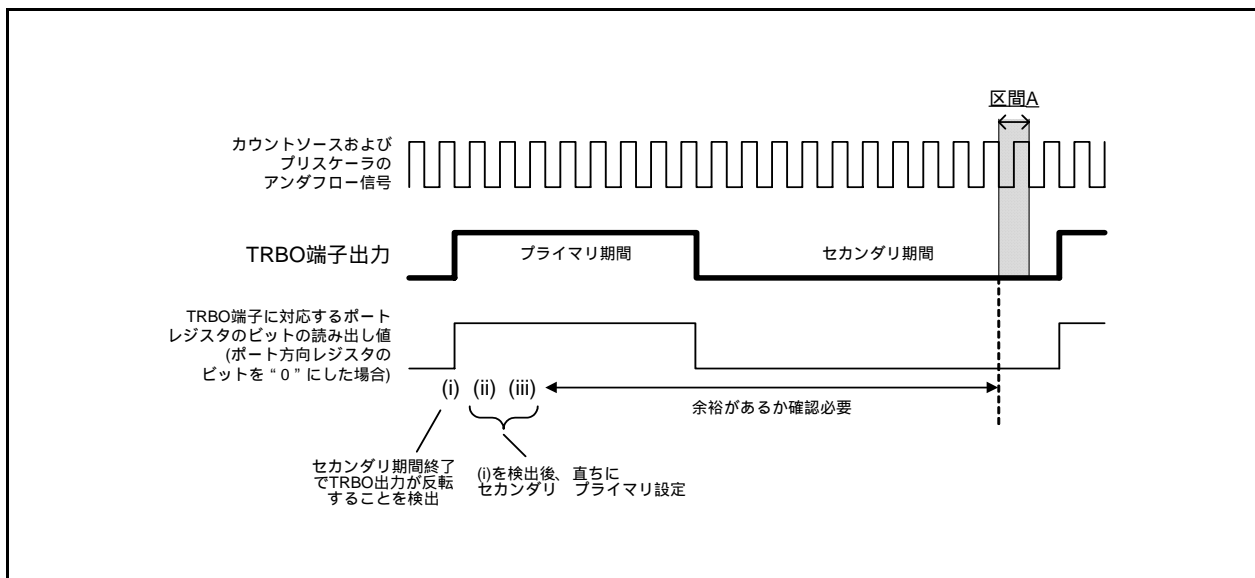 区間A
カウントソースおよび
プリスケーラの
アンダフロー信号
TRBO端子出力
プライマリ期間
セカンダリ期間
TRBO端子に対応するポート
レジスタのビットの読み出し値
(ポート方向レジスタの
ビットを“0”にした場合)
(i) (ii) (iii)
余裕があるか確認必要
セカンダリ期間終了
でTRBO出力が反転
することを検出
(i)を検出後、直ちに
セカンダリ プライマリ設定